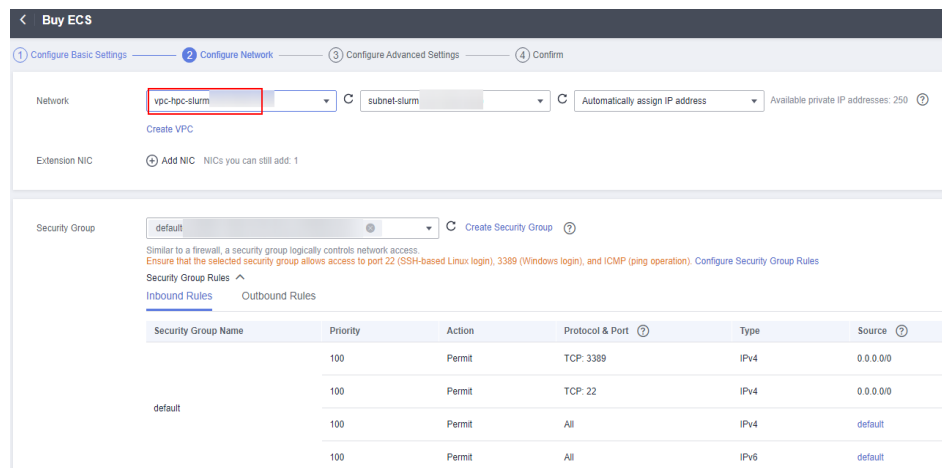 Buy ECS
1 Configure Basic Settings 2 Configure Network 3 Configure Advanced Settings 4 Confirm
Network vpc-hpc-slurm subnet-slurm Automatically assign IP address Available private IP addresses: 250 ?
Create VPC
Extension NIC Add NIC NICs you can still add: 1
Security Group default Create Security Group ?
Similar to a firewall, a security group logically controls network access.
Ensure that the selected security group allows access to port 22 (SSH-based Linux login), 3389 (Windows login), and ICMP (ping operation). Configure Security Group Rules
Security Group Rules
Inbound Rules Outbound Rules
Security Group Name Priority Action Protocol & Port ? Type Source ?
100 Permit TCP: 3389 IPv4 0.0.0.0/0
100 Permit TCP: 22 IPv4 0.0.0.0/0
default
100 Permit All IPv4 default
100 Permit All IPv6 default